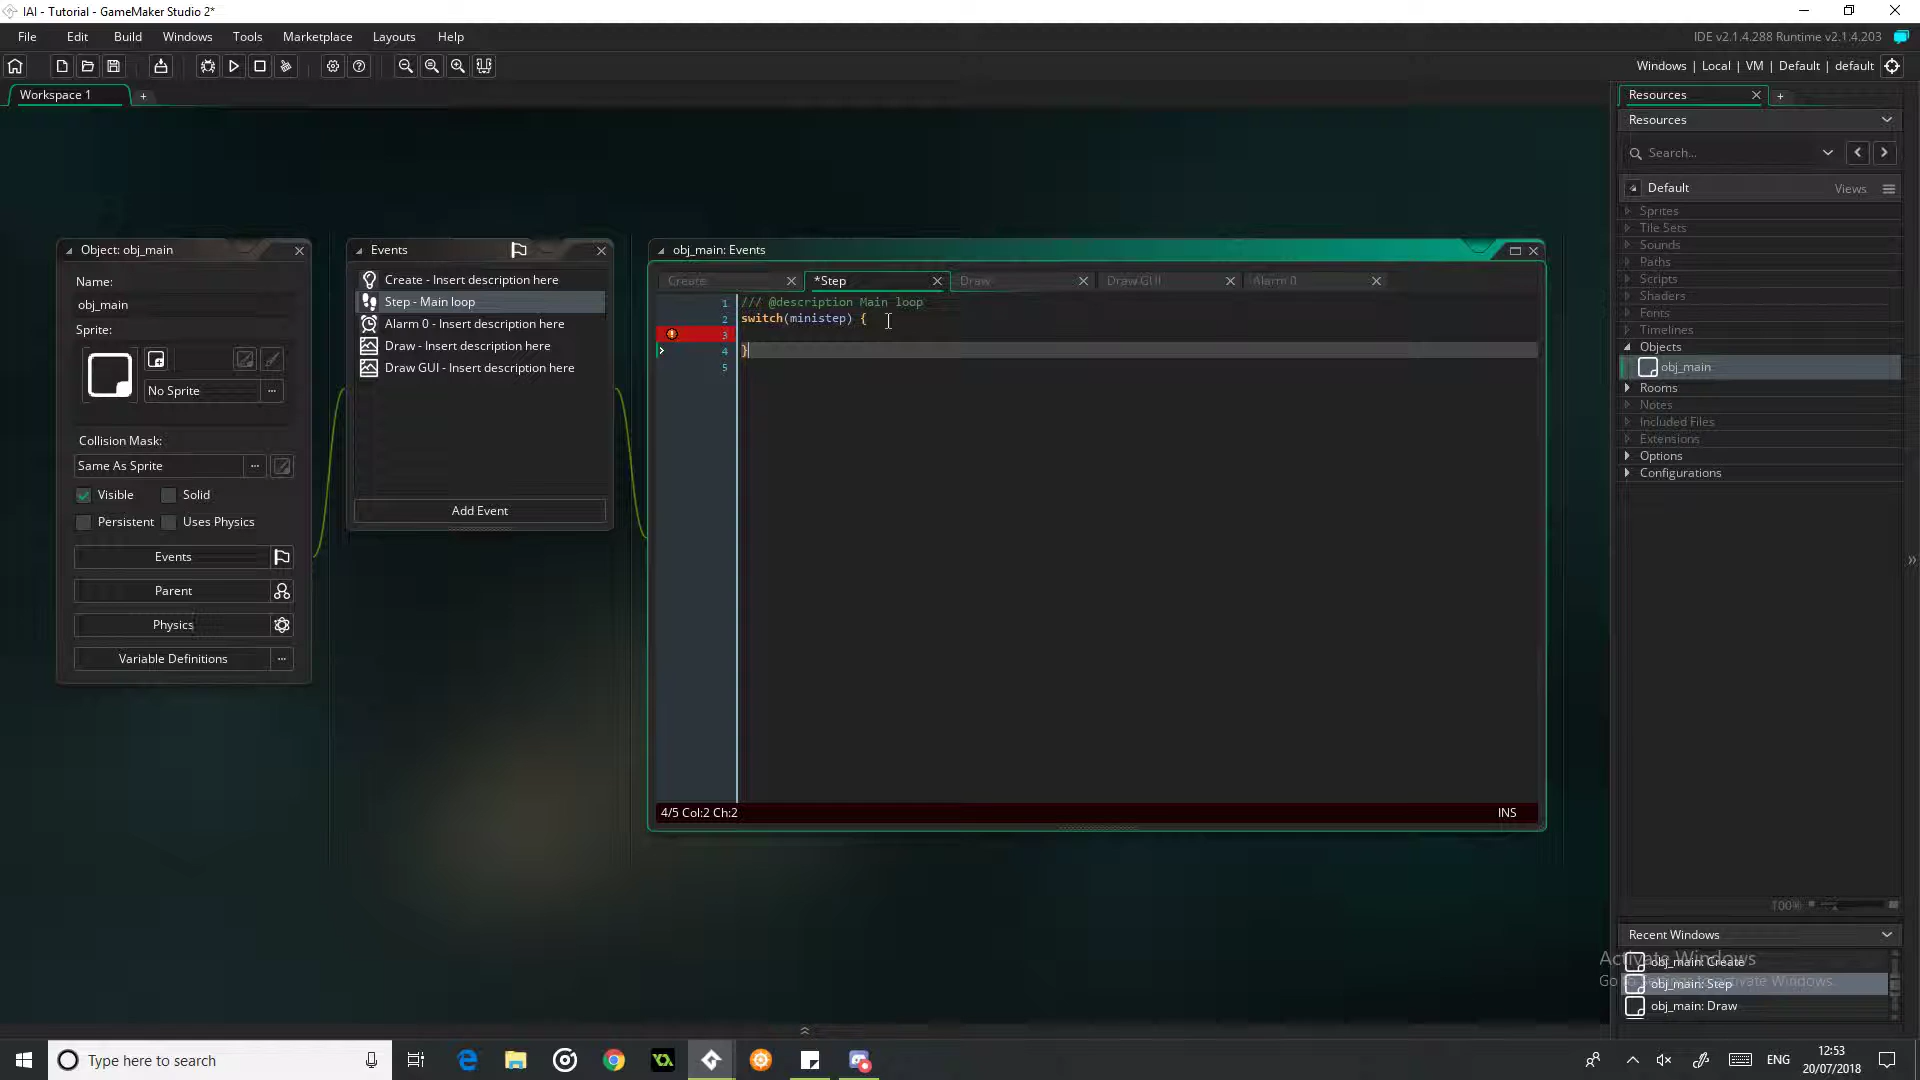 IAI - Tutorial - GameMaker Studio 2*
File Edit Build Windows Tools Marketplace Layouts Help
IDE v2.1.4.288 Runtime v2.1.4.203
Windows | Local | VM | Default | default
Workspace 1
Resources
Resources
Search...
Default Views
Sprites
Tile Sets
Sounds
Paths
Scripts
Shaders
Fonts
Timelines
Objects
obj_main
Rooms
Notes
Included Files
Extensions
Options
Configurations
100%
Recent Windows
obj_main: Create
obj_main: Step
obj_main: Draw
Activate Windows
Go to Settings to activate Windows.
Object: obj_main
Name:
obj_main
Sprite:
No Sprite
Collision Mask:
Same As Sprite
Visible Solid
Persistent Uses Physics
Events
Parent
Physics
Variable Definitions
Events
Create - Insert description here
Step - Main loop
Alarm 0 - Insert description here
Draw - Insert description here
Draw GUI - Insert description here
Add Event
obj_main: Events
Create *Step Draw Draw GUI Alarm 0
1 /// @description Main loop
2 switch(ministep) {
3
4 }
5
4/5 Col:2 Ch:2 INS
Type here to search
ENG
12:53
20/07/2018